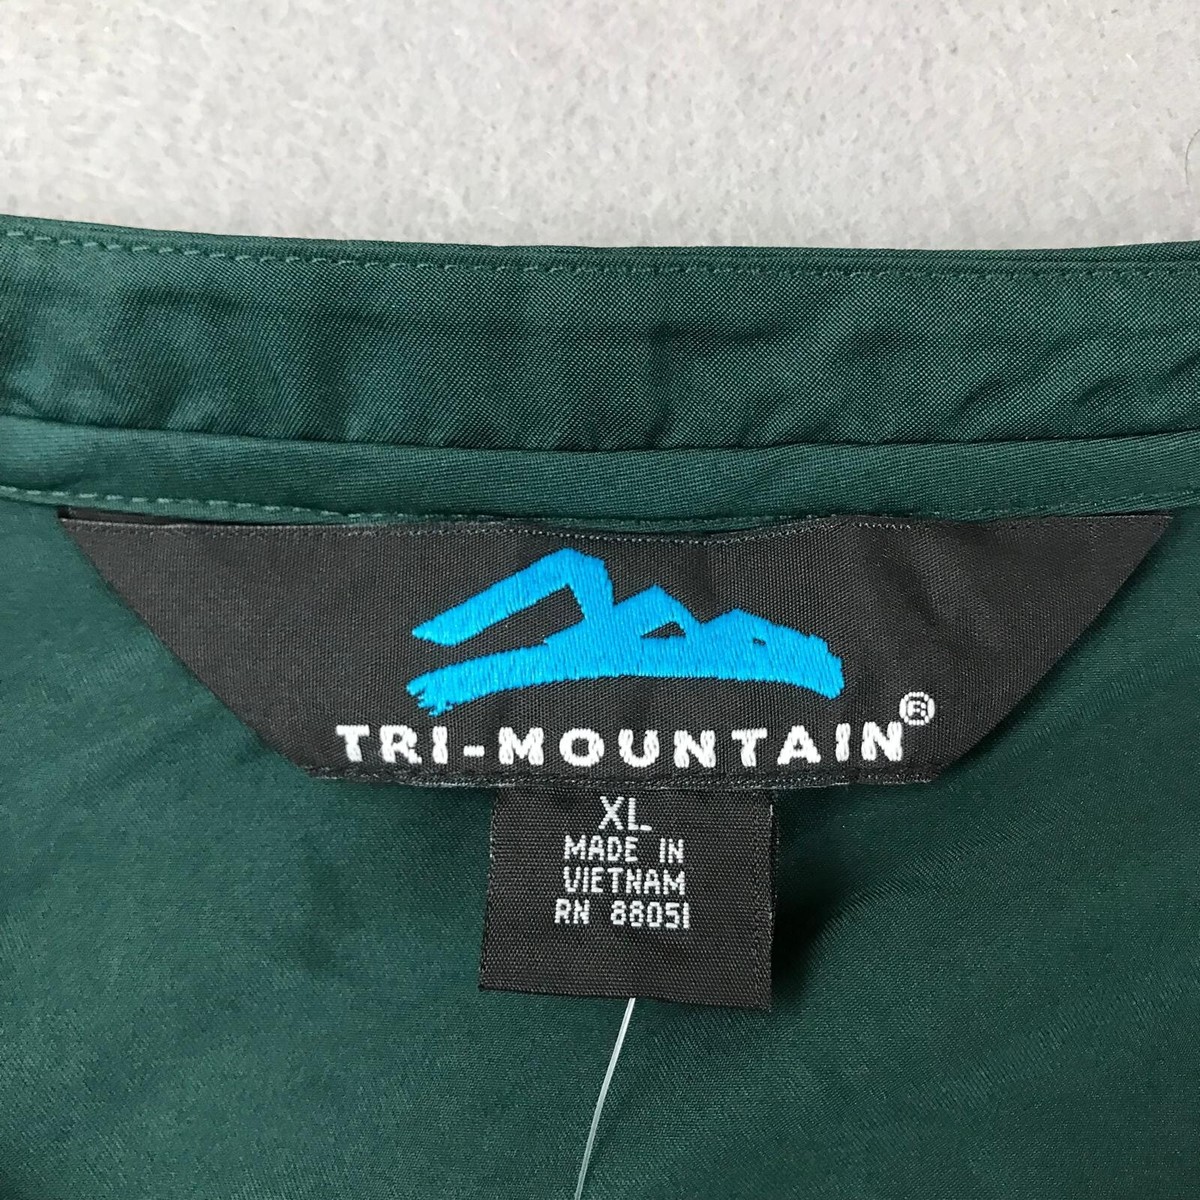 TRI-MOUNTAIN®
XL
MADE IN
VIETNAM
RN 88051